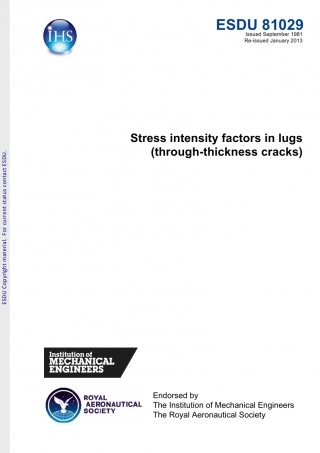 IHS
ESDU 81029
Issued September 1981
Re-issued January 2013
Stress intensity factors in lugs
(through-thickness cracks)
ESDU Copyright material. For current status contact ESDU.
Institution of
MECHANICAL
ENGINEERS
ROYAL
AERONAUTICAL
SOCIETY
Endorsed by
The Institution of Mechanical Engineers
The Royal Aeronautical Society